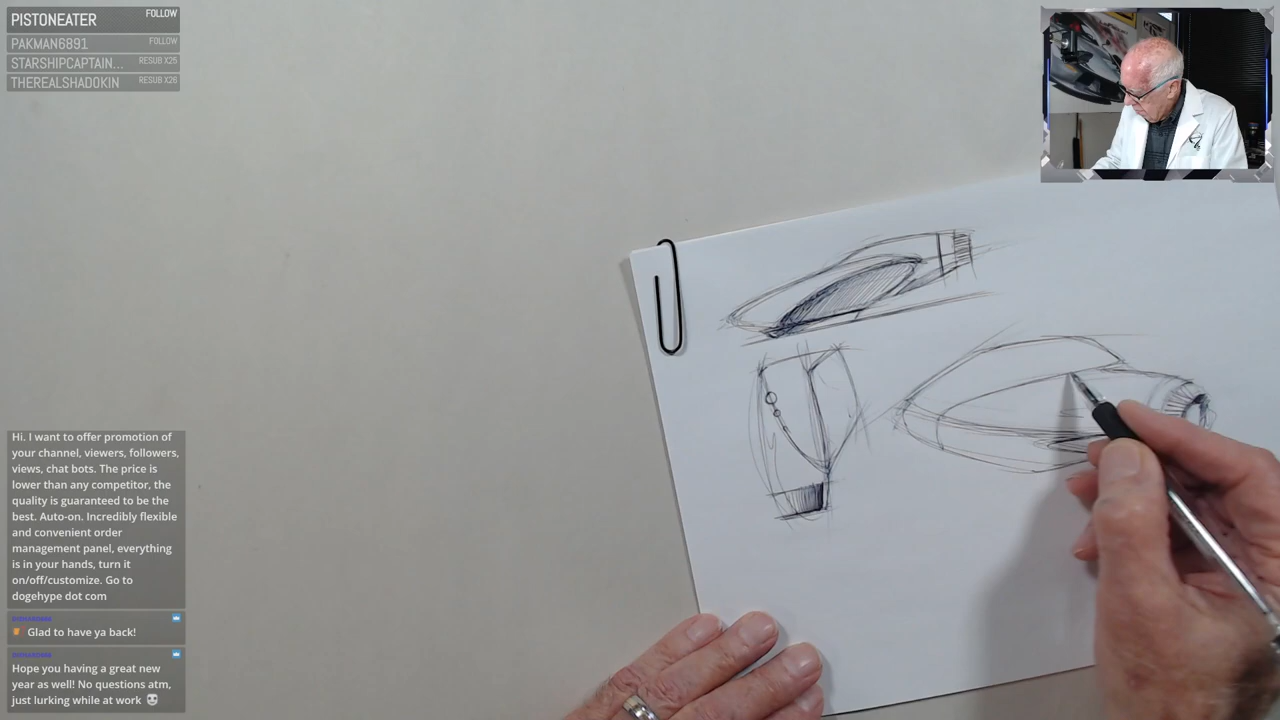 PISTONEATER FOLLOW
PAKMAN6891 FOLLOW
STARSHIPCAPTAIN... RESUB X25
THEREALSHADOKIN RESUB X26
Hi. I want to offer promotion of
your channel, viewers, followers,
views, chat bots. The price is
lower than any competitor, the
quality is guaranteed to be the
best. Auto-on. Incredibly flexible
and convenient order
management panel, everything
is in your hands, turn it
on/off/customize. Go to
dogehype dot com
Glad to have ya back!
Hope you having a great new
year as well! No questions atm,
just lurking while at work